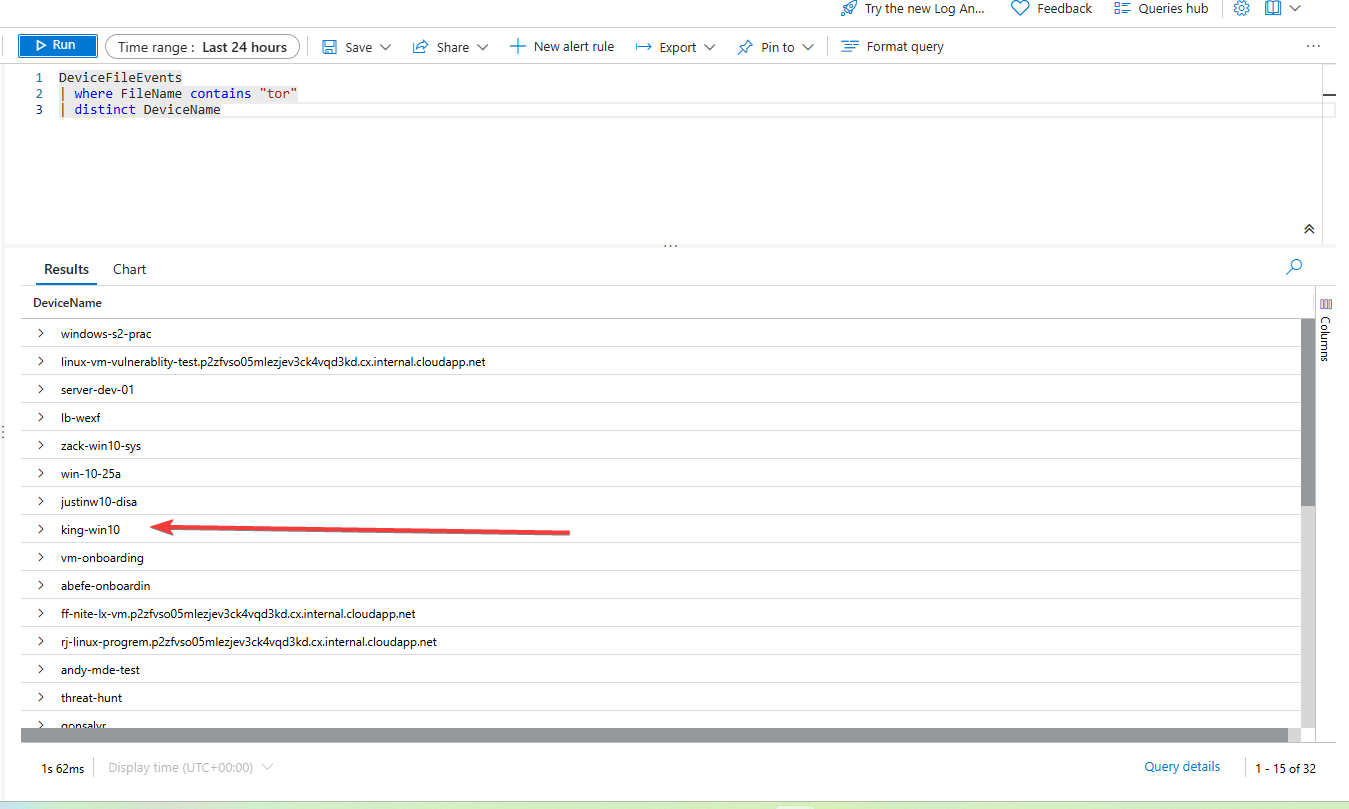 Try the new Log An...
Feedback
Queries hub
Run
Time range : Last 24 hours
Save
Share
New alert rule
Export
Pin to
Format query
1 DeviceFileEvents
2 | where FileName contains "tor"
3 | distinct DeviceName
Results
Chart
DeviceName
Columns
windows-s2-prac
linux-vm-vulnerablity-test.p2zfvso05mlezjev3ck4vqd3kd.cx.internal.cloudapp.net
server-dev-01
lb-wexf
zack-win10-sys
win-10-25a
justinw10-disa
king-win10
vm-onboarding
abefe-onboardin
ff-nite-lx-vm.p2zfvso05mlezjev3ck4vqd3kd.cx.internal.cloudapp.net
rj-linux-progrem.p2zfvso05mlezjev3ck4vqd3kd.cx.internal.cloudapp.net
andy-mde-test
threat-hunt
1s 62ms
Display time (UTC+00:00)
Query details
1 - 15 of 32